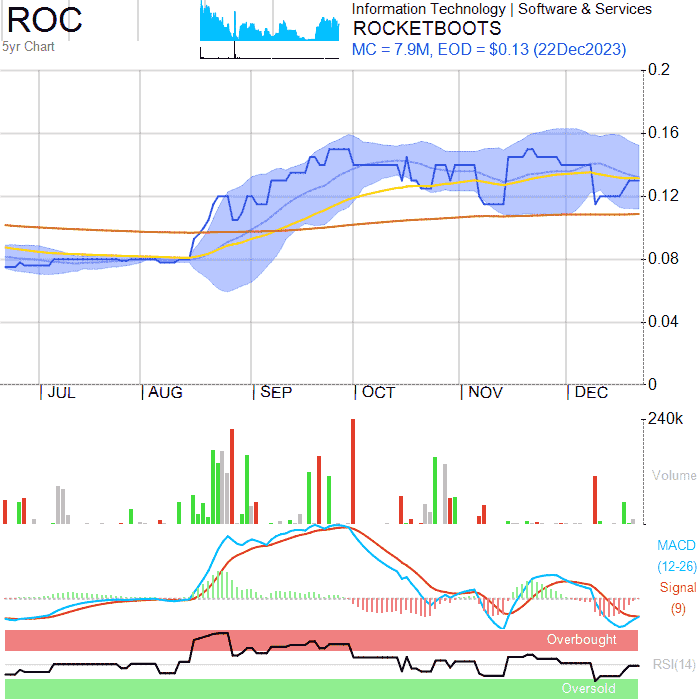 ROC
5yr Chart
Information Technology | Software & Services
ROCKETBOOTS
MC = 7.9M, EOD = $0.13 (22Dec2023)
0.2
0.16
0.12
0.08
0.04
0
| JUL | AUG | SEP | OCT | NOV | DEC
240k
Volume
MACD
(12-26)
Signal
(9)
Overbought
RSI(14)
Oversold